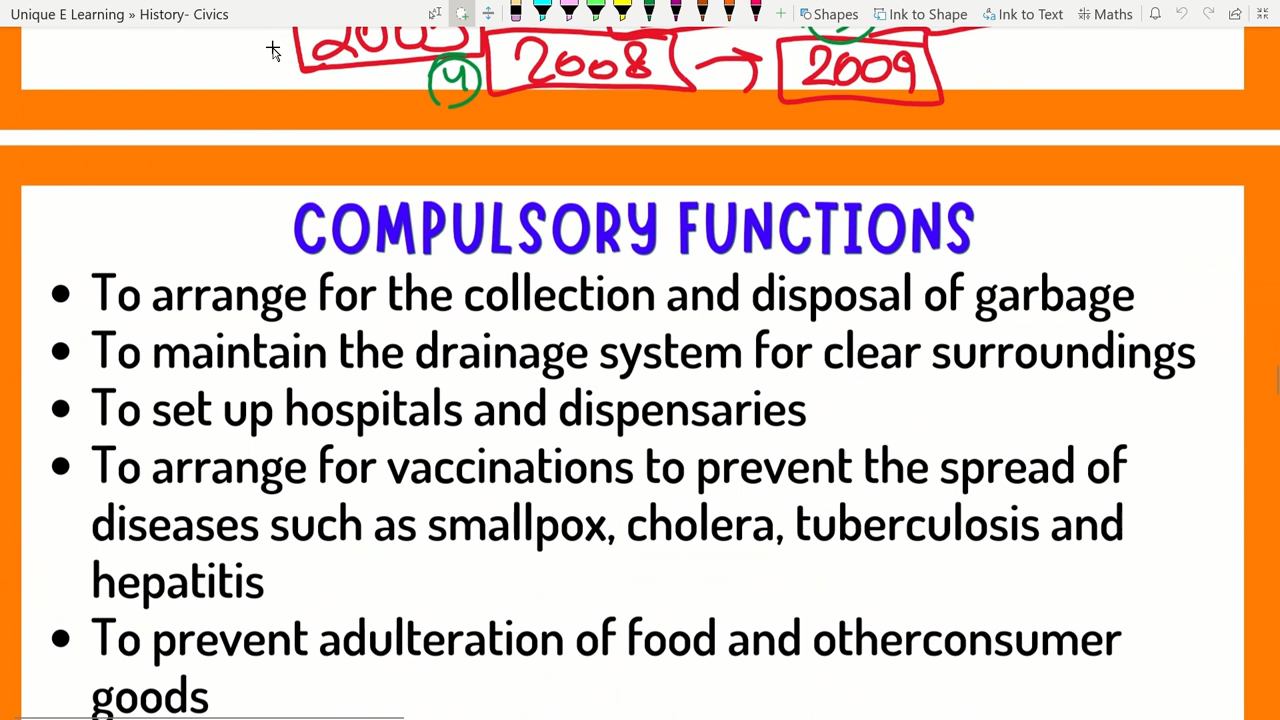 Unique E Learning » History- Civics
Shapes Ink to Shape Ink to Text Maths
2005
4 2008 → 2009
COMPULSORY FUNCTIONS
• To arrange for the collection and disposal of garbage
• To maintain the drainage system for clear surroundings
• To set up hospitals and dispensaries
• To arrange for vaccinations to prevent the spread of
diseases such as smallpox, cholera, tuberculosis and
hepatitis
• To prevent adulteration of food and otherconsumer
goods